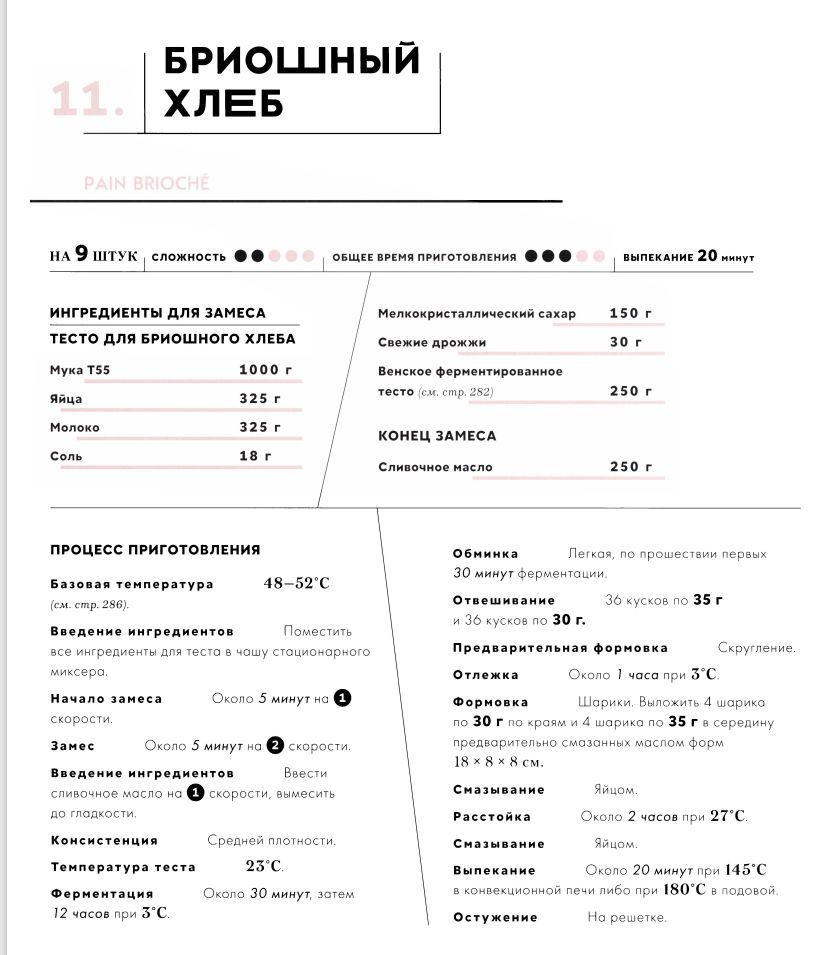 11.
БРИОШНЫЙ
ХЛЕБ
PAIN BRIOCHÉ
НА 9 ШТУК
СЛОЖНОСТЬ
ОБЩЕЕ ВРЕМЯ ПРИГОТОВЛЕНИЯ
ВЫПЕКАНИЕ 20 минут
ИНГРЕДИЕНТЫ ДЛЯ ЗАМЕСА
ТЕСТО ДЛЯ БРИОШНОГО ХЛЕБА
Мука T55 1000 г
Яйца 325 г
Молоко 325 г
Соль 18 г
Мелкокристаллический сахар 150 г
Свежие дрожжи 30 г
Венское ферментированное
тесто (см. стр. 282) 250 г
КОНЕЦ ЗАМЕСА
Сливочное масло 250 г
ПРОЦЕСС ПРИГОТОВЛЕНИЯ
Базовая температура 48–52°C
(см. стр. 286).
Введение ингредиентов Поместить
все ингредиенты для теста в чашу стационарного
миксера.
Начало замеса Около 5 минут на 1
скорости.
Замес Около 5 минут на 2 скорости.
Введение ингредиентов Ввести
сливочное масло на 1 скорости, вымесить
до гладкости.
Консистенция Средней плотности.
Температура теста 23°C.
Ферментация Около 30 минут, затем
12 часов при 3°C.
Обминка Легкая, по прошествии первых
30 минут ферментации.
Отвешивание 36 кусков по 35 г
и 36 кусков по 30 г.
Предварительная формовка Скругление.
Отлежка Около 1 часа при 3°C.
Формовка Шарики. Выложить 4 шарика
по 30 г по краям и 4 шарика по 35 г в середину
предварительно смазанных маслом форм
18 × 8 × 8 см.
Смазывание Яйцом.
Расстойка Около 2 часов при 27°C.
Смазывание Яйцом.
Выпекание Около 20 минут при 145°C
в конвекционной печи либо при 180°C в подовой.
Остужение На решетке.